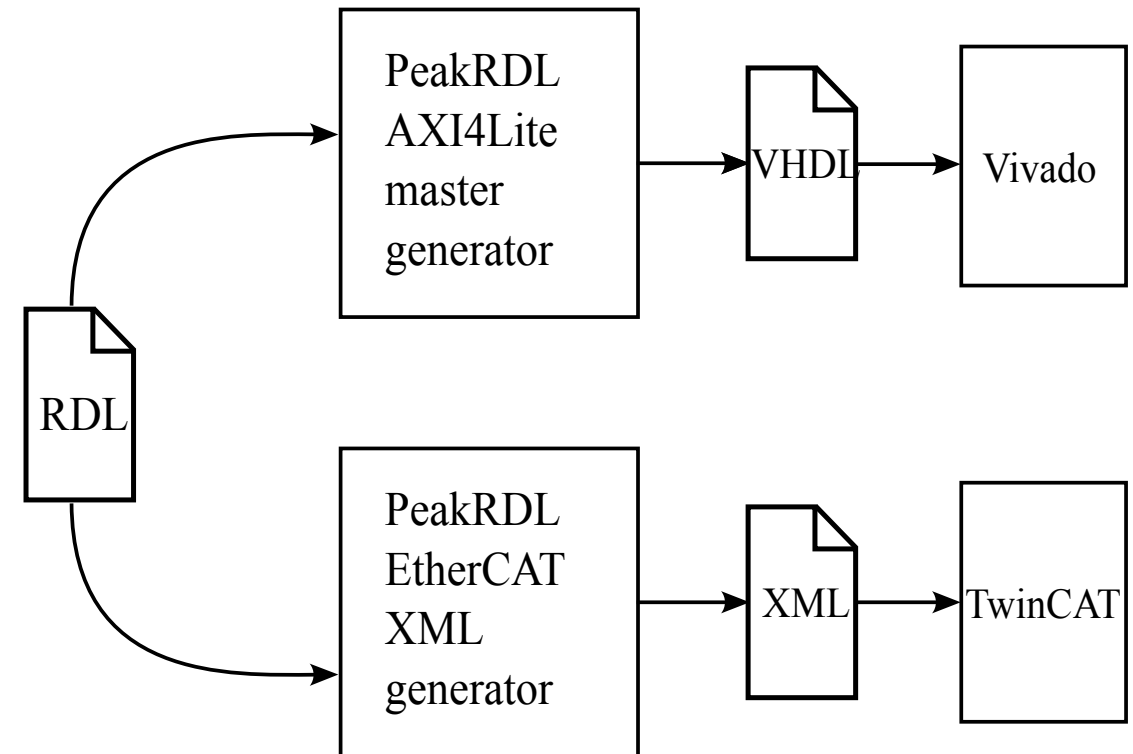 PeakRDL
AXI4Lite
master
generator
VHDL
Vivado
RDL
PeakRDL
EtherCAT
XML
generator
XML
TwinCAT